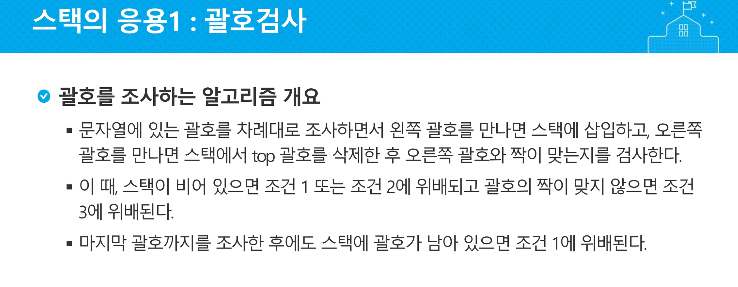 스택의 응용1 : 괄호검사
괄호를 조사하는 알고리즘 개요
▪ 문자열에 있는 괄호를 차례대로 조사하면서 왼쪽 괄호를 만나면 스택에 삽입하고, 오른쪽
괄호를 만나면 스택에서 top 괄호를 삭제한 후 오른쪽 괄호와 짝이 맞는지를 검사한다.
▪ 이 때, 스택이 비어 있으면 조건 1 또는 조건 2에 위배되고 괄호의 짝이 맞지 않으면 조건
3에 위배된다.
▪ 마지막 괄호까지를 조사한 후에도 스택에 괄호가 남아 있으면 조건 1에 위배된다.